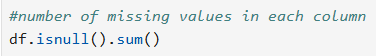 #number of missing values in each column
df.isnull().sum()